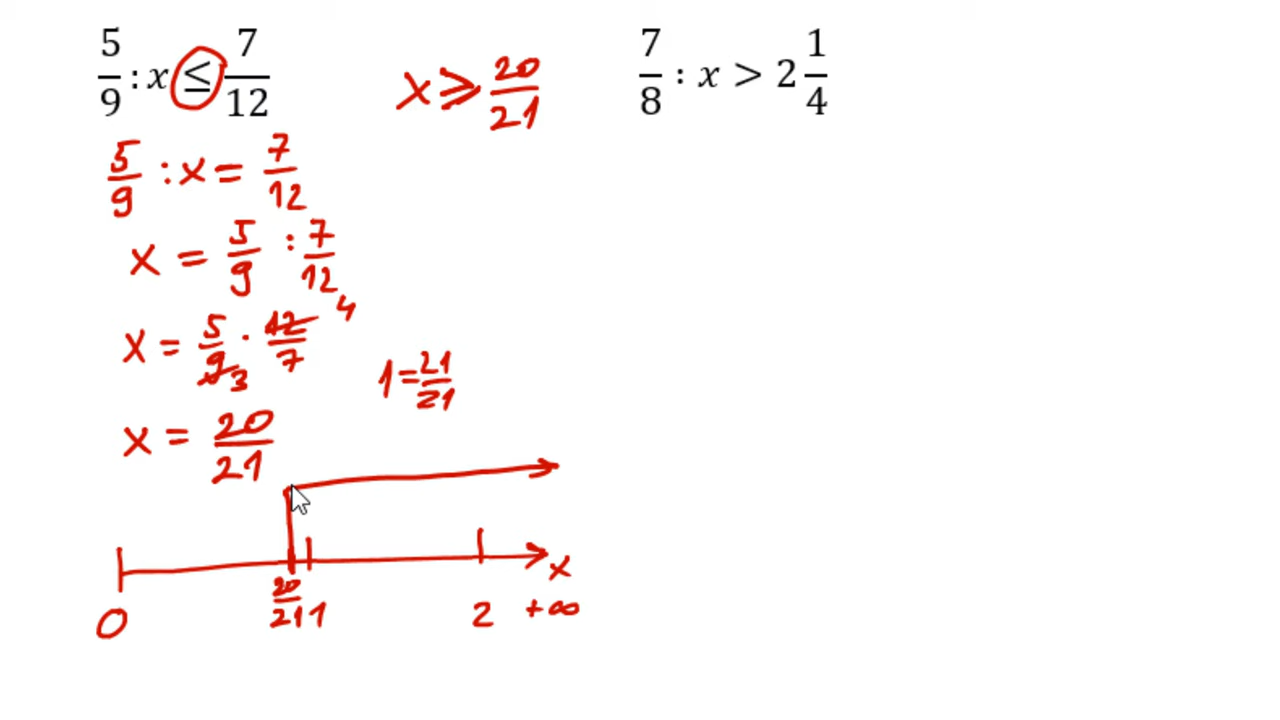 5/9 : x ≤ 7/12
x ⩾ 20/21
5/9 : x = 7/12
x = 5/9 : 7/12
x = 5/9 3 · 12/7 4
1 = 21/21
x = 20/21
x
0 20/21 1 2 +∞
7/8 : x > 2 1/4